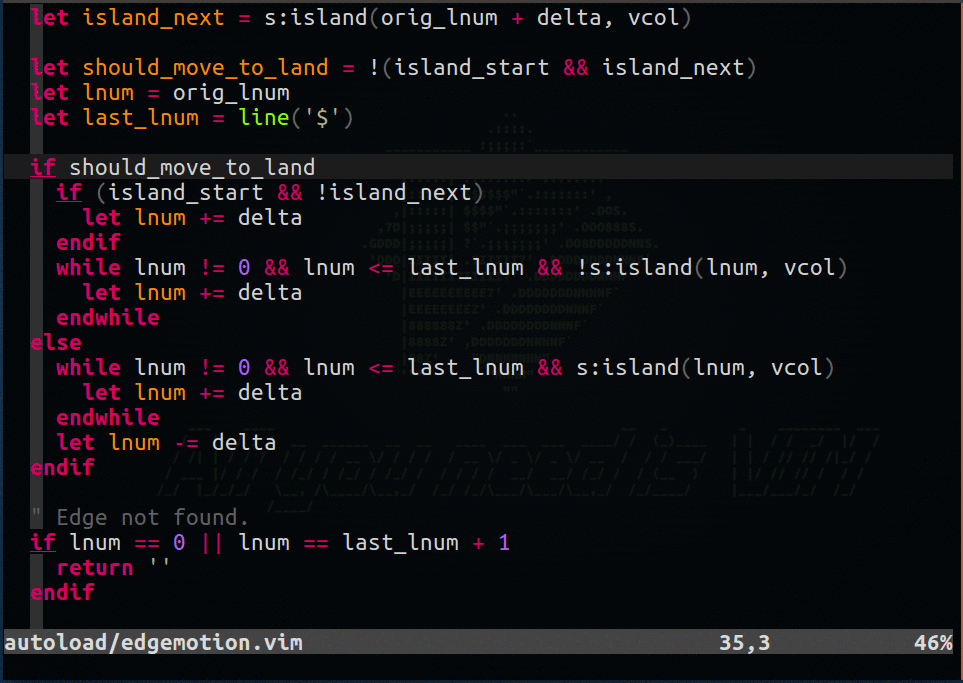 let island_next = s:island(orig_lnum + delta, vcol)
let should_move_to_land = !(island_start && island_next)
let lnum = orig_lnum
let last_lnum = line('$')
if should_move_to_land
if (island_start && !island_next)
let lnum += delta
endif
while lnum != 0 && lnum <= last_lnum && !s:island(lnum, vcol)
let lnum += delta
endwhile
else
while lnum != 0 && lnum <= last_lnum && s:island(lnum, vcol)
let lnum += delta
endwhile
let lnum -= delta
endif
" Edge not found.
if lnum == 0 || lnum == last_lnum + 1
return ''
endif
autoload/edgemotion.vim 35,3 46%